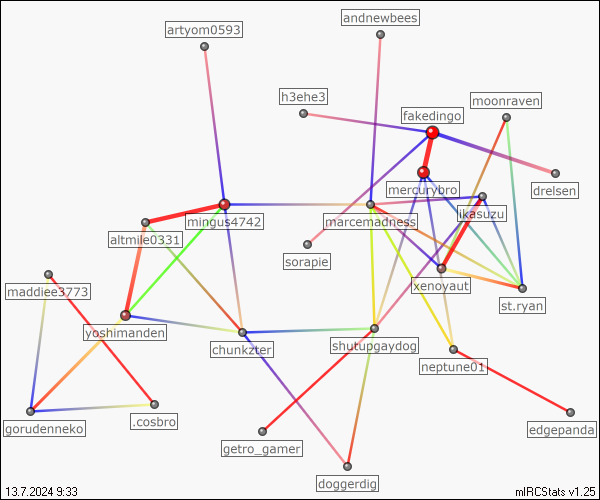 andnewbees
artyom0593
h3ehe3
moonraven
fakedingo
mercurybro
drelsen
ikasuzu
mingus4742
marcemadness
altmile0331
sorapie
maddiee3773
xenoyaut
st.ryan
yoshimanden
chunkzter
shutupgaydog
neptune01
gorudenneko
.cosbro
edgepanda
getro_gamer
doggerdig
13.7.2024 9:33
mIRCStats v1.25